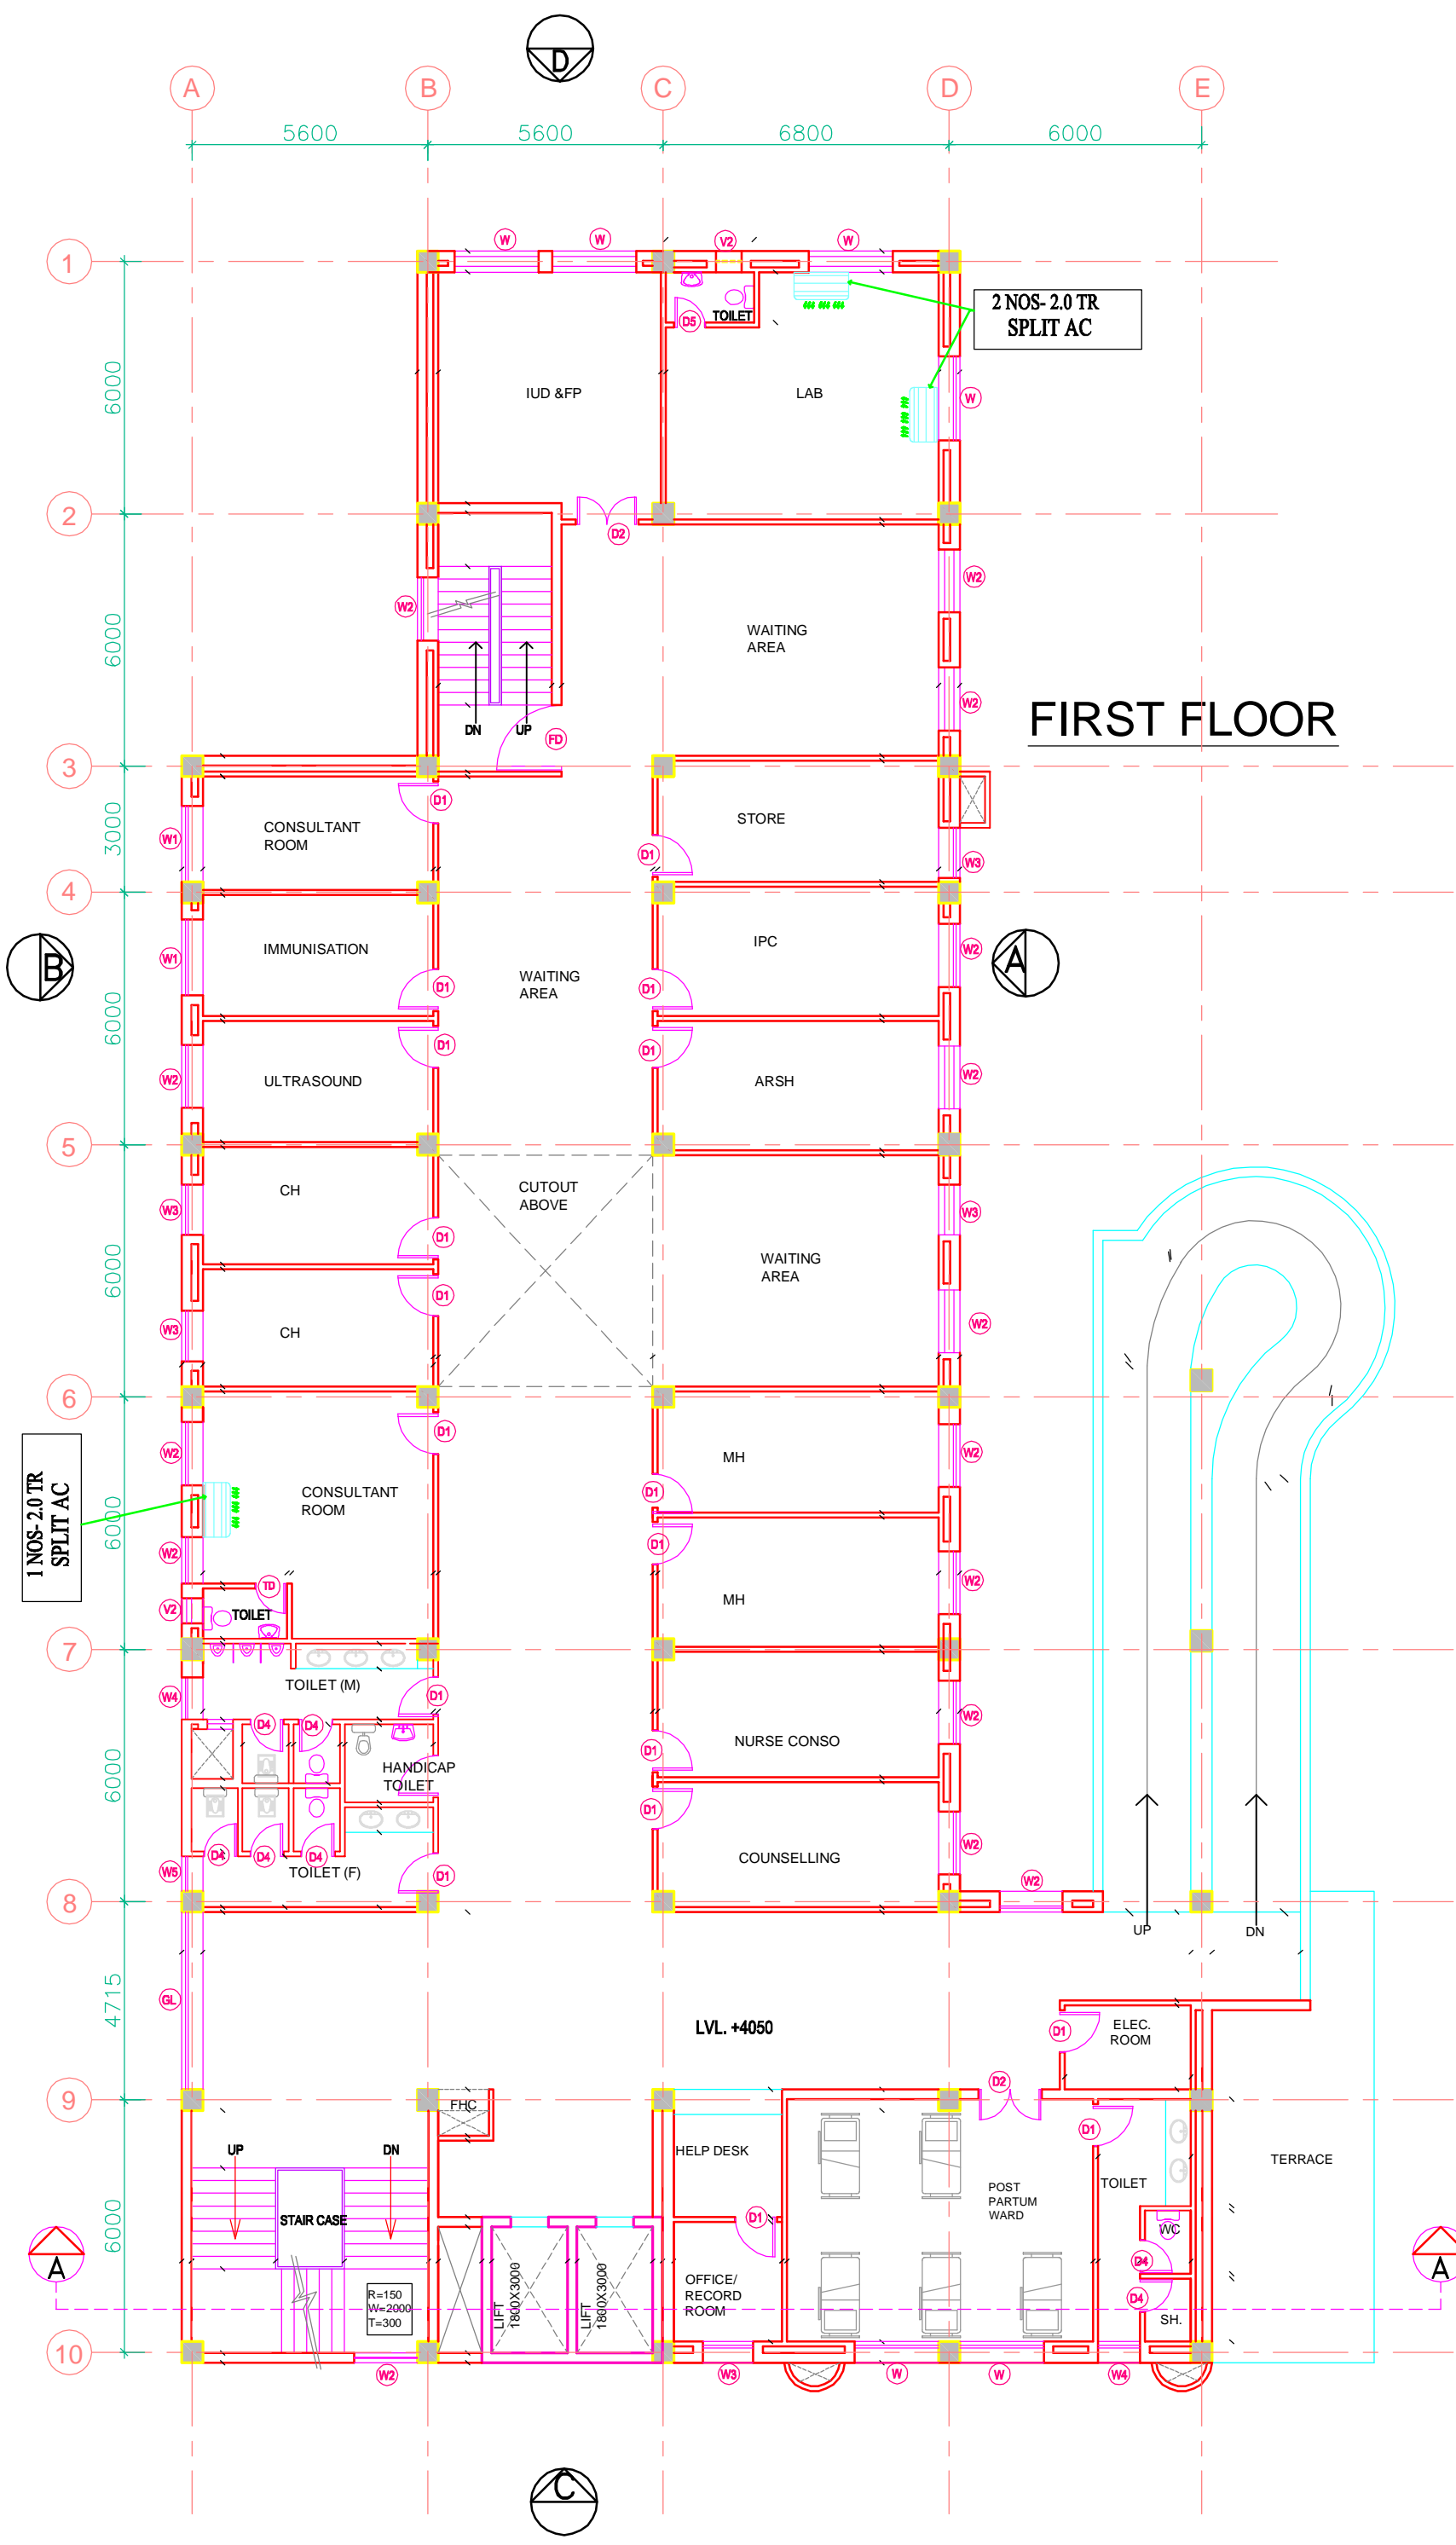 D
A
B
C
D
E
5600
5600
6800
6000
1
W
W
V2
W
2 NOS- 2.0 TR
SPLIT AC
D5
TOILET
6000
IUD &FP
LAB
W
2
D2
W2
W2
6000
WAITING
AREA
W2
FIRST FLOOR
DN
UP
FD
3
D1
3000
CONSULTANT
ROOM
STORE
W1
D1
W3
4
B
IMMUNISATION
W1
WAITING
AREA
IPC
W2
A
D1
D1
6000
D1
D1
ULTRASOUND
W2
ARSH
W2
5
CH
W3
CUTOUT
ABOVE
W3
D1
6000
WAITING
AREA
D1
CH
W3
W2
6
D1
W2
MH
W2
1 NOS- 2.0 TR
SPLIT AC
6000
CONSULTANT
ROOM
D1
D1
W2
TD
MH
W2
V2
TOILET
7
TOILET (M)
D1
W4
D4
D4
W2
6000
NURSE CONSO
D1
HANDICAP
TOILET
D1
D4
D4
D4
COUNSELLING
W2
W5
TOILET (F)
D1
8
W2
UP
DN
4715
GL
LVL. +4050
D1
ELEC.
ROOM
9
FHC
D2
D1
6000
UP
DN
HELP DESK
TOILET
TERRACE
POST
PARTUM
WARD
STAIR CASE
D1
WC
D4
A
A
LIFT
1800X3000
LIFT
1800X3000
OFFICE/
RECORD
ROOM
D4
SH.
R=150
W=2000
T=300
10
W2
W3
W
W
W4
C